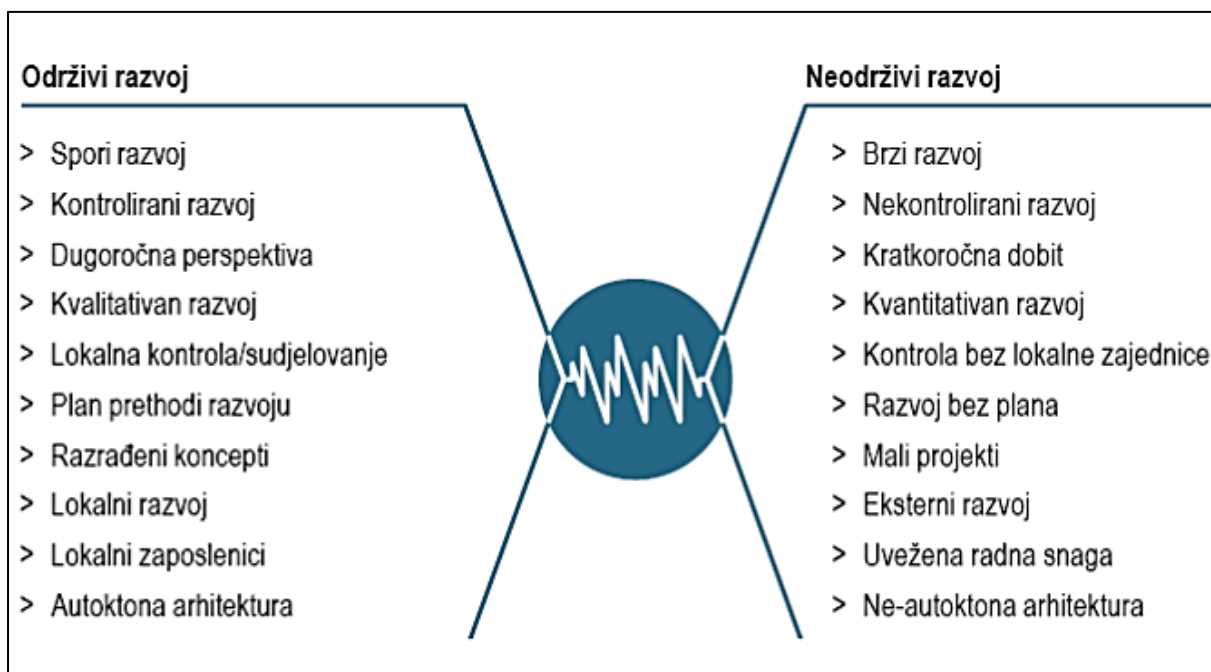 Održivi razvoj
> Spori razvoj
> Kontrolirani razvoj
> Dugoročna perspektiva
> Kvalitativan razvoj
> Lokalna kontrola/sudjelovanje
> Plan prethodi razvoju
> Razrađeni koncepti
> Lokalni razvoj
> Lokalni zaposlenici
> Autoktona arhitektura
Neodrživi razvoj
> Brzi razvoj
> Nekontrolirani razvoj
> Kratkoročna dobit
> Kvantitativan razvoj
> Kontrola bez lokalne zajednice
> Razvoj bez plana
> Mali projekti
> Eksterni razvoj
> Uvežena radna snaga
> Ne-autoktona arhitektura